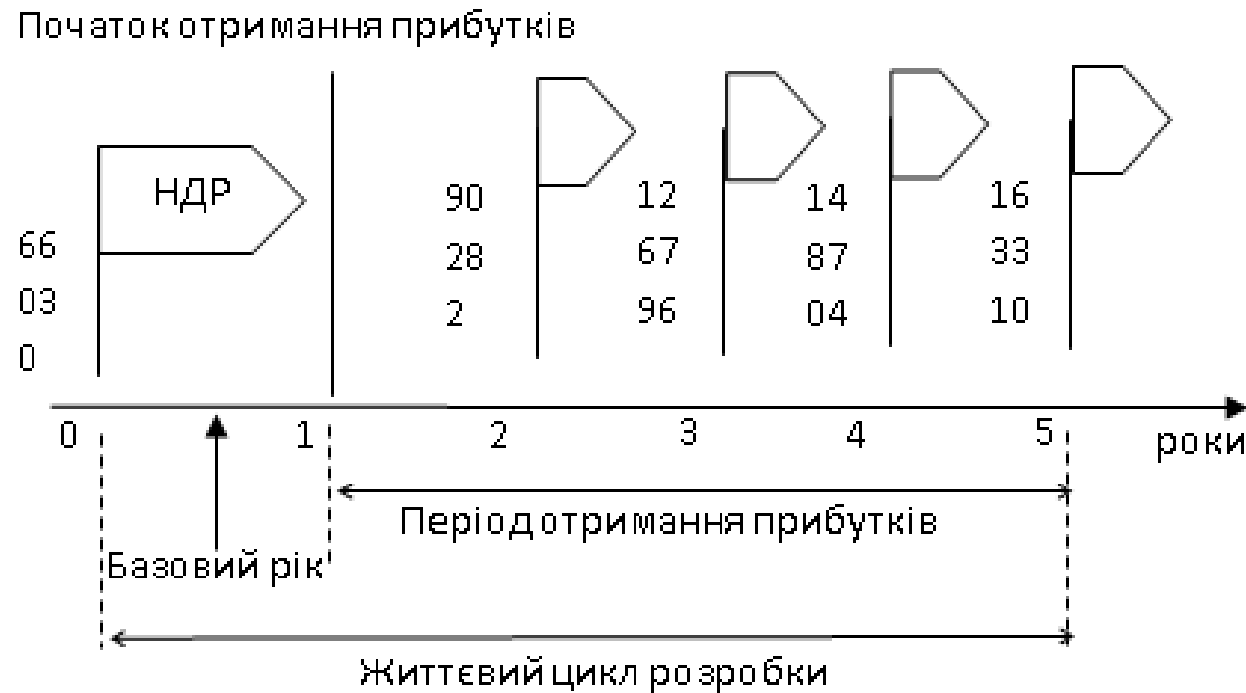 Початок отримання прибутків
НДР
66
03
0
90
28
2
12
67
96
14
87
04
16
33
10
0 1 2 3 4 5
роки
Період отримання прибутків
Базовий рік
Життєвий цикл розробки